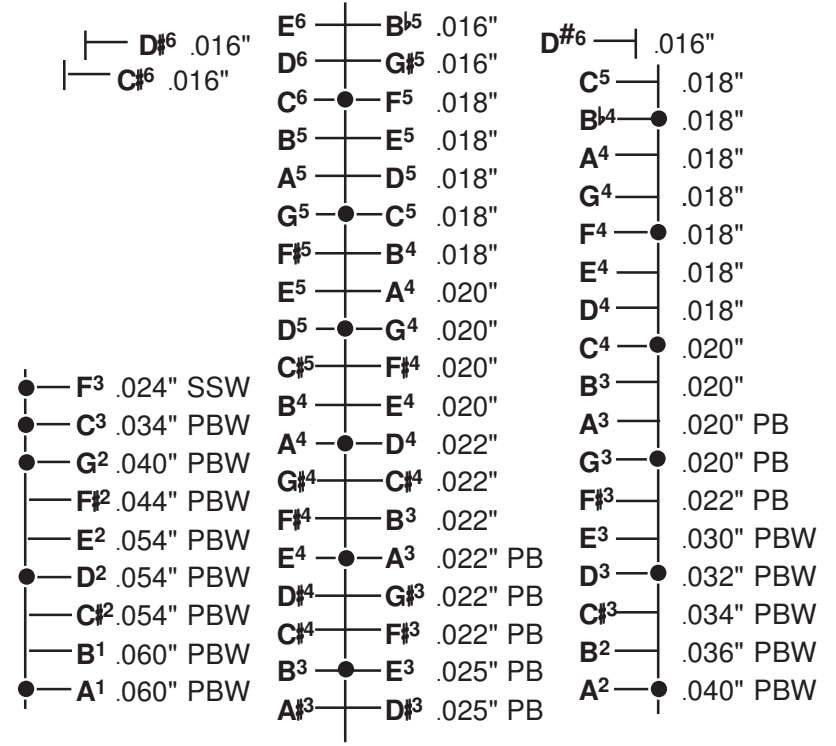 D♯6 .016"
C♯6 .016"
F3 .024" SSW
C3 .034" PBW
G2 .040" PBW
F♯2 .044" PBW
E2 .054" PBW
D2 .054" PBW
C♯2 .054" PBW
B1 .060" PBW
A1 .060" PBW
E6 B♭5 .016"
D6 G♯5 .016"
C6 F5 .018"
B5 E5 .018"
A5 D5 .018"
G5 C5 .018"
F♯5 B4 .018"
E5 A4 .020"
D5 G4 .020"
C♯5 F♯4 .020"
B4 E4 .020"
A4 D4 .022"
G♯4 C♯4 .022"
F♯4 B3 .022"
E4 A3 .022" PB
D♯4 G♯3 .022" PB
C♯4 F♯3 .022" PB
B3 E3 .025" PB
A♯3 D♯3 .025" PB
D#6 .016"
C5 .018"
B♭4 .018"
A4 .018"
G4 .018"
F4 .018"
E4 .018"
D4 .018"
C4 .020"
B3 .020"
A3 .020" PB
G3 .020" PB
F♯3 .022" PB
E3 .030" PBW
D3 .032" PBW
C♯3 .034" PBW
B2 .036" PBW
A2 .040" PBW